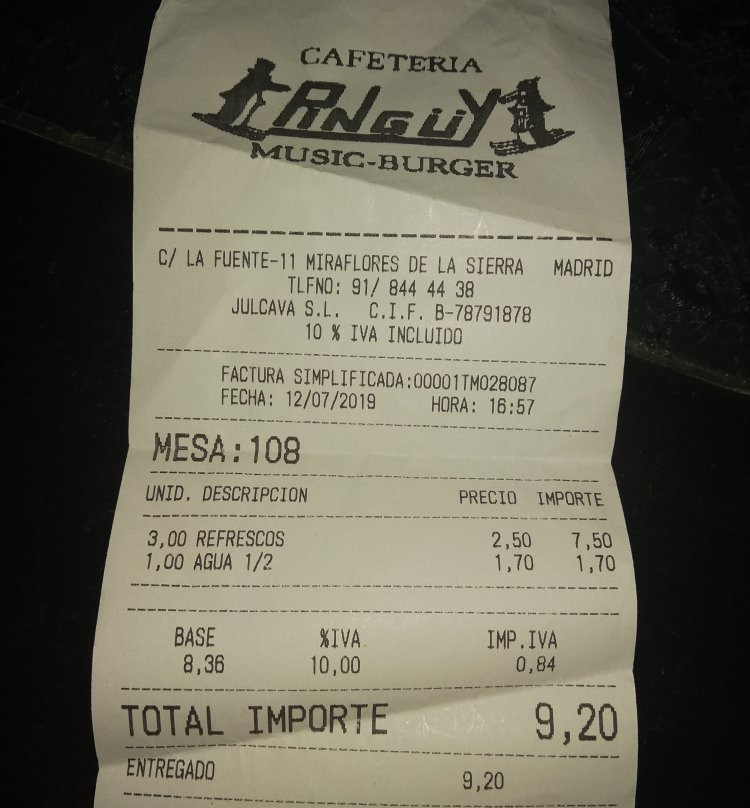 CAFETERIA
ANGÜY
MUSIC-BURGER
C/ LA FUENTE-11 MIRAFLORES DE LA SIERRA MADRID
TLFNO: 91/ 844 44 38
JULCAVA S.L. C.I.F. B-78791878
10 % IVA INCLUIDO
FACTURA SIMPLIFICADA:00001TM028087
FECHA: 12/07/2019 HORA: 16:57
MESA:108
UNID. DESCRIPCION PRECIO IMPORTE
3,00 REFRESCOS 2,50 7,50
1,00 AGUA 1/2 1,70 1,70
BASE %IVA IMP.IVA
8,36 10,00 0,84
TOTAL IMPORTE 9,20
ENTREGADO 9,20